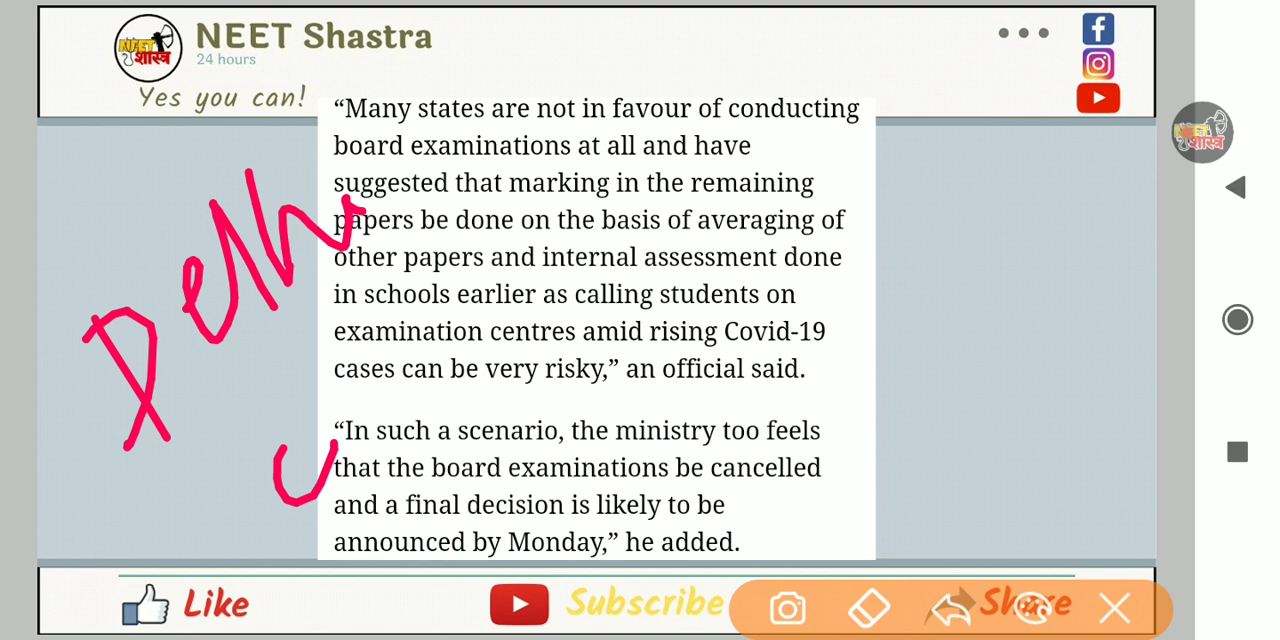 NEET शास्त्र
NEET Shastra
24 hours
Yes you can!
“Many states are not in favour of conducting
board examinations at all and have
suggested that marking in the remaining
papers be done on the basis of averaging of
other papers and internal assessment done
in schools earlier as calling students on
examination centres amid rising Covid-19
cases can be very risky,” an official said.
“In such a scenario, the ministry too feels
that the board examinations be cancelled
and a final decision is likely to be
announced by Monday,” he added.
Like
Subscribe
Share